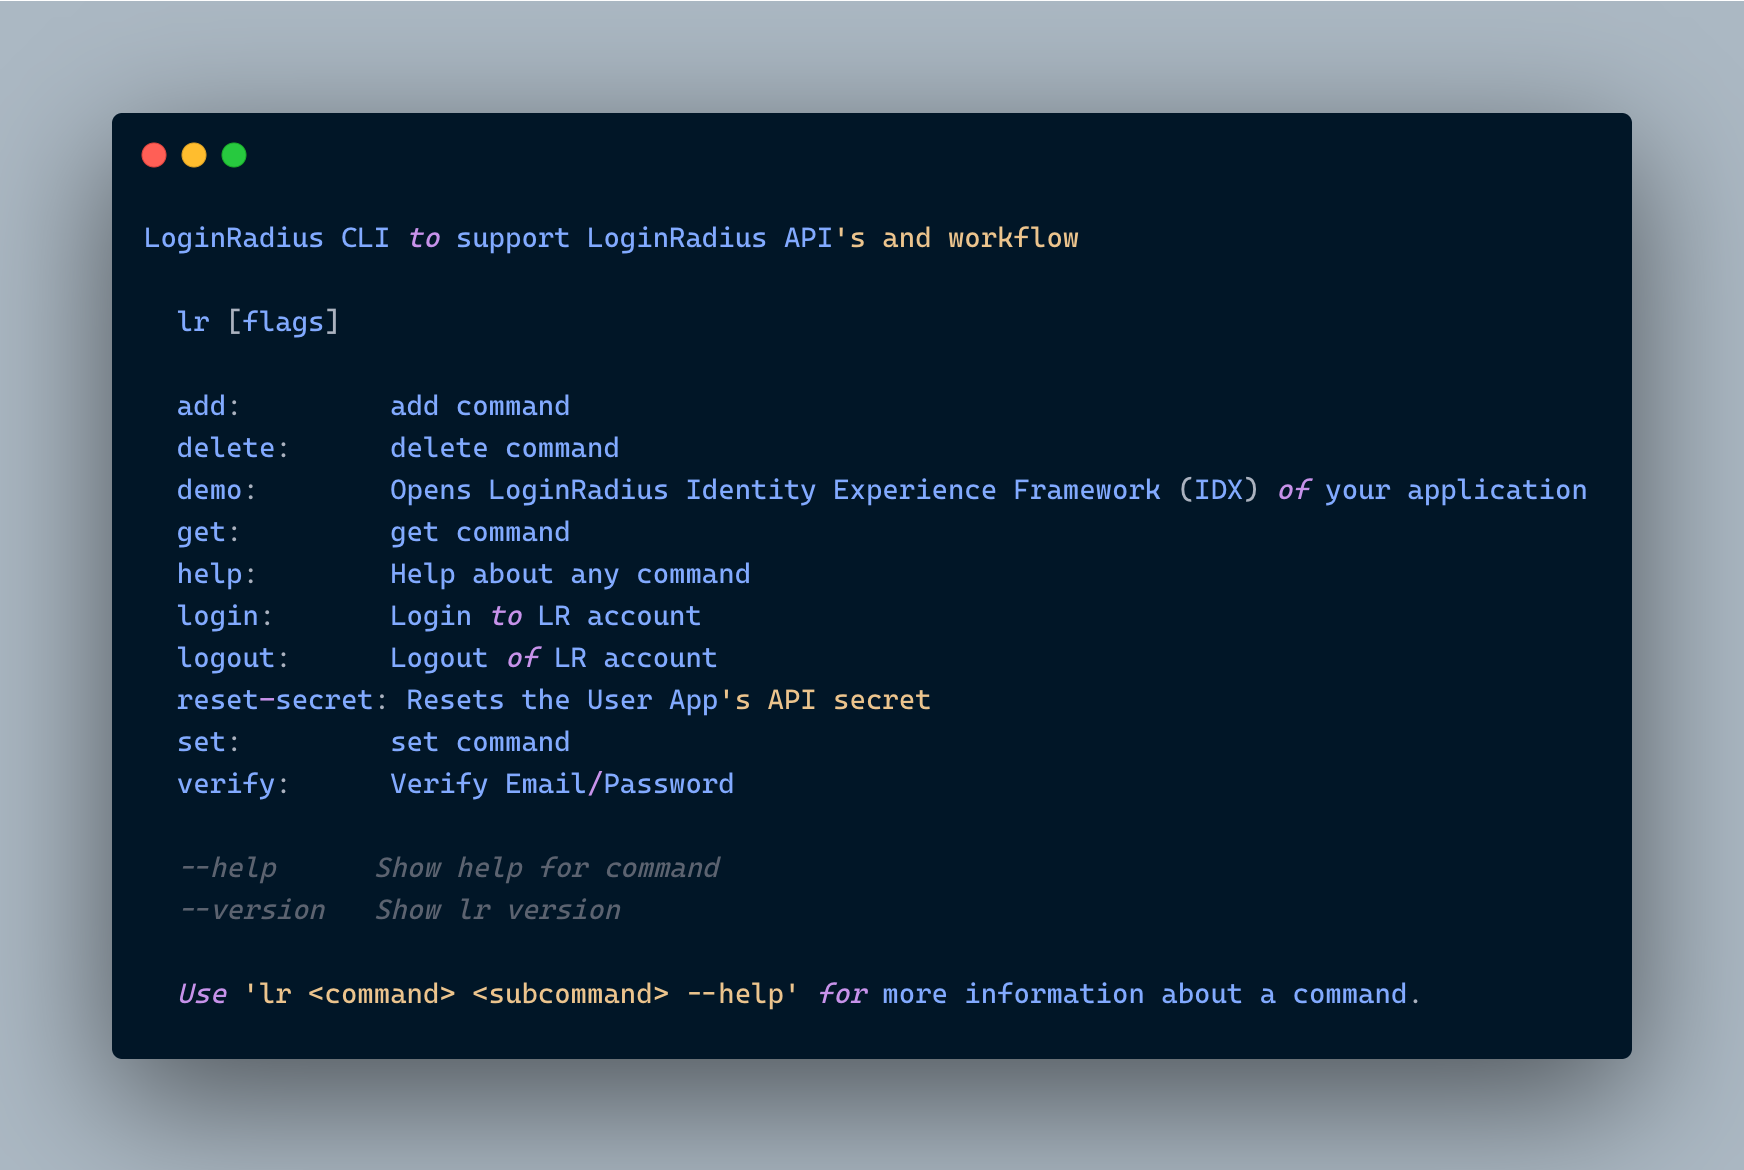 LoginRadius CLI to support LoginRadius API's and workflow
lr [flags]
add: add command
delete: delete command
demo: Opens LoginRadius Identity Experience Framework (IDX) of your application
get: get command
help: Help about any command
login: Login to LR account
logout: Logout of LR account
reset-secret: Resets the User App's API secret
set: set command
verify: Verify Email/Password
--help Show help for command
--version Show lr version
Use 'lr <command> <subcommand> --help' for more information about a command.